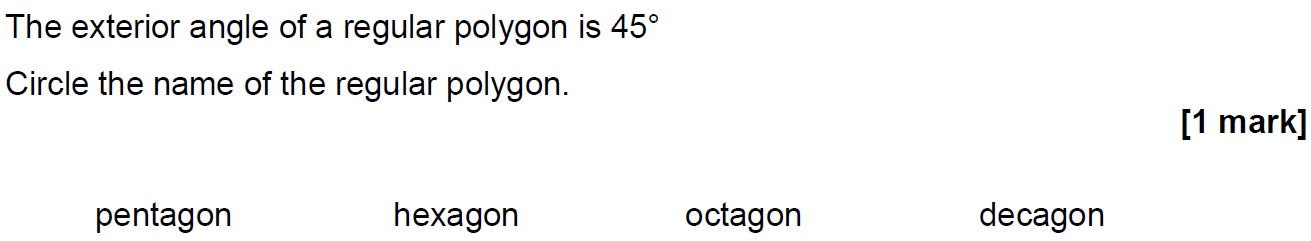 The exterior angle of a regular polygon is 45°
Circle the name of the regular polygon.
[1 mark]
pentagon hexagon octagon decagon